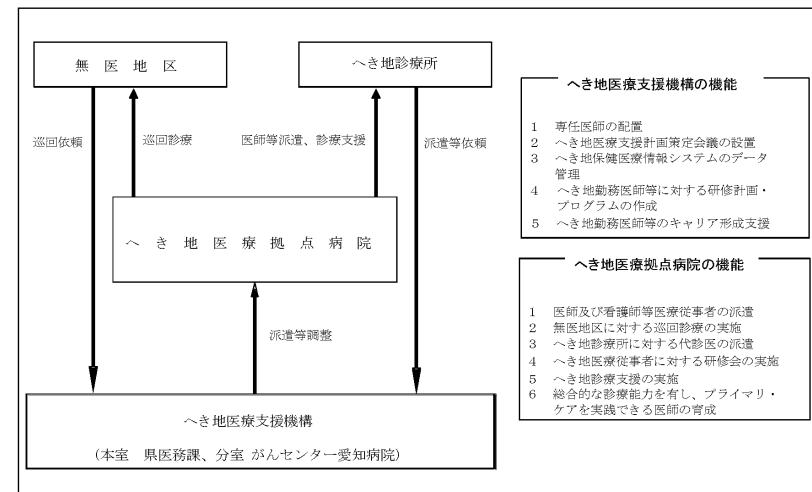 無医地区
へき地診療所
巡回依頼
巡回診療
医師等派遣、診療支援
派遣等依頼
へき地医療拠点病院
派遣等調整
へき地医療支援機構
(本室　県医務課、分室 がんセンター愛知病院)
へき地医療支援機構の機能
1　専任医師の配置
2　へき地医療支援計画策定会議の設置
3　へき地保健医療情報システムのデータ
管理
4　へき地勤務医師等に対する研修計画・
プログラムの作成
5　へき地勤務医師等のキャリア形成支援
へき地医療拠点病院の機能
1　医師及び看護師等医療従事者の派遣
2　無医地区に対する巡回診療の実施
3　へき地診療所に対する代診医の派遣
4　へき地医療従事者に対する研修会の実施
5　へき地診療支援の実施
6　総合的な診療能力を有し、プライマリ・
ケアを実践できる医師の育成